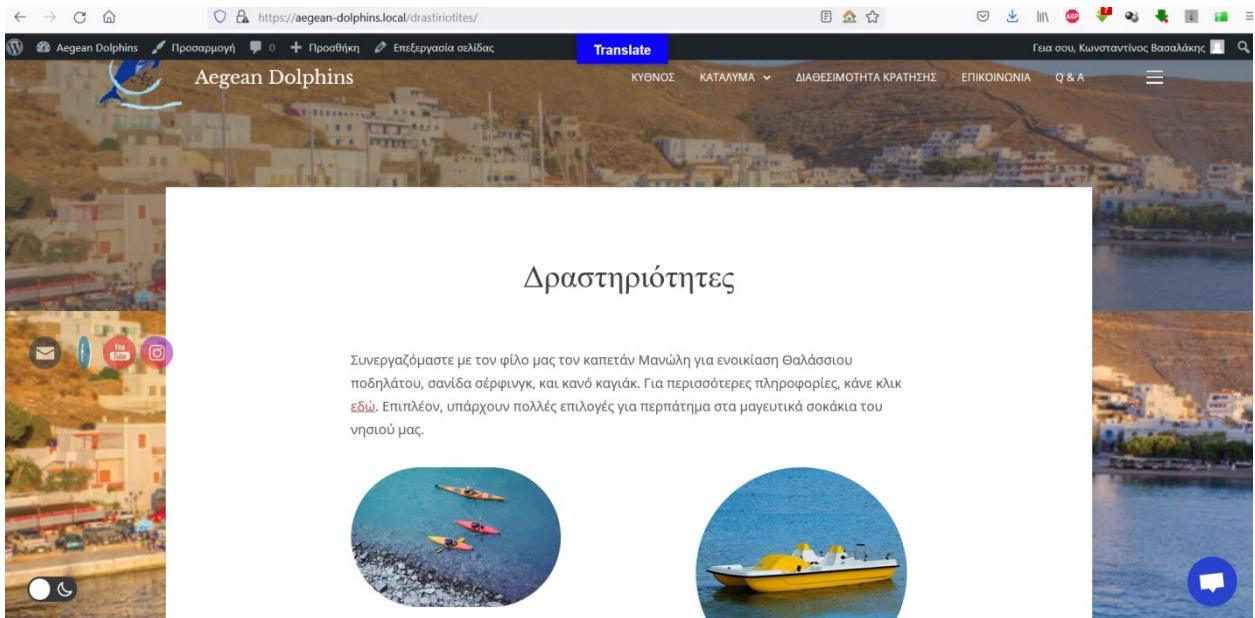 https://aegean-dolphins.local/drastiriotites/
ABP
Aegean Dolphins Προσαρμογή 0 Προσθήκη Επεξεργασία σελίδας
Translate
Γεια σου, Κωνσταντίνος Βασαλάκης
Aegean Dolphins
ΚΥΘΝΟΣ ΚΑΤΑΛΥΜΑ ΔΙΑΘΕΣΙΜΟΤΗΤΑ ΚΡΑΤΗΣΗΣ ΕΠΙΚΟΙΝΩΝΙΑ Q & A
Δραστηριότητες
You
Tube
Συνεργαζόμαστε με τον φίλο μας τον καπετάν Μανώλη για ενοικίαση Θαλάσσιου
ποδηλάτου, σανίδα σέρφινγκ, και κανό καγιάκ. Για περισσότερες πληροφορίες, κάνε κλικ
εδώ. Επιπλέον, υπάρχουν πολλές επιλογές για περπάτημα στα μαγευτικά σοκάκια του
νησιού μας.